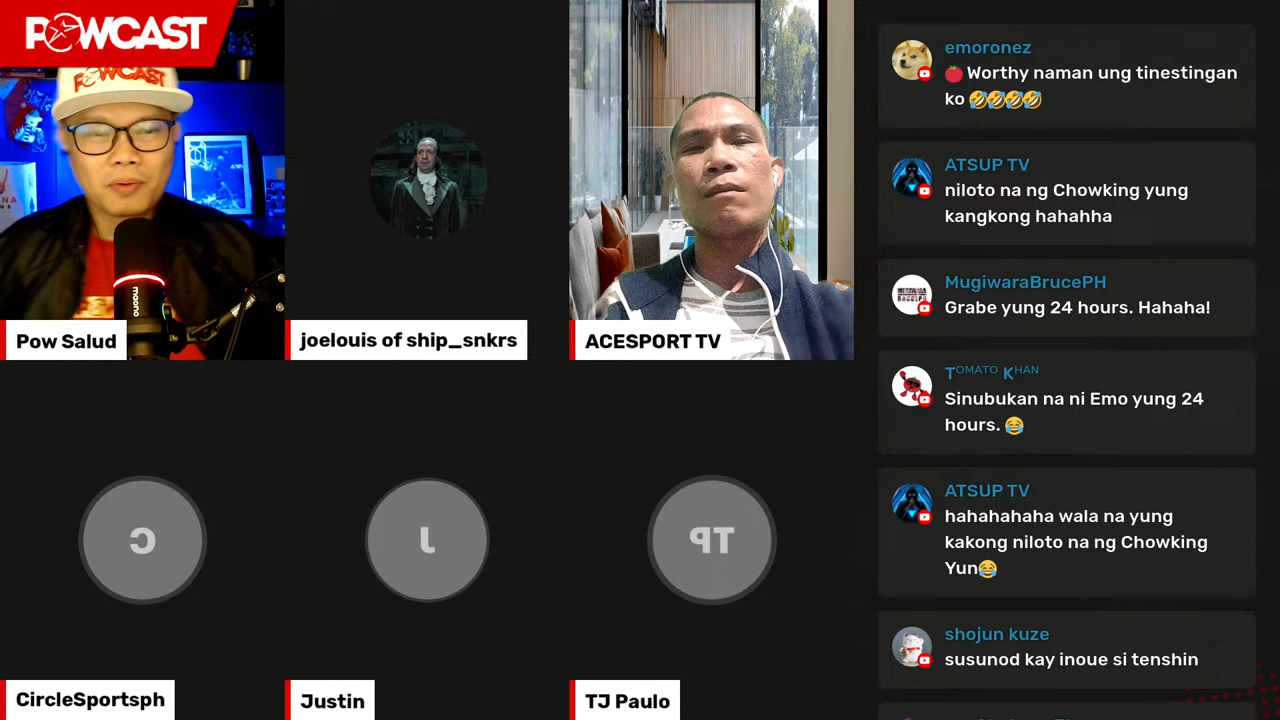 POWCAST
POWCAST
maono
Pow Salud
joelouis of ship_snkrs
ACESPORT TV
C
J
TP
CircleSportsph
Justin
TJ Paulo
emoronez
🍅 Worthy naman ung tinestingan
ko 🤣🤣🤣🤣
ATSUP TV
niloto na ng Chowking yung
kangkong hahahha
MugiwaraBrucePH
Grabe yung 24 hours. Hahaha!
Tᴼᴹᴬᵀᴼ Kᴴᴬᴺ
Sinubukan na ni Emo yung 24
hours. 😂
ATSUP TV
hahahahaha wala na yung
kakong niloto na ng Chowking
Yun😂
shojun kuze
susunod kay inoue si tenshin